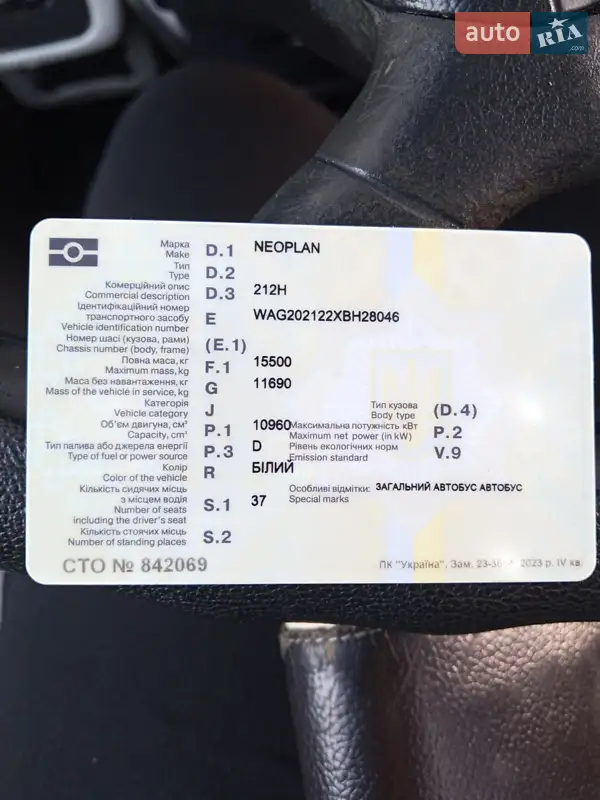 auto RIA .com
Марка
Make D.1 NEOPLAN
Тип
Type D.2
Комерційний опис
Commercial description D.3 212H
Ідентифікаційний номер
транспортного засобу
Vehicle identification number E WAG202122XBH28046
Номер шасі (кузова, рами)
Chassis number (body, frame) (E.1)
Повна маса, кг
Maximum mass, kg F.1 15500
Маса без навантаження, кг
Mass of the vehicle in service, kg G 11690
Категорія
Vehicle category J
Тип кузова
Body type (D.4)
Об'єм двигуна, см³
Capacity, cm³ P.1 10960
Максимальна потужність кВт
Maximum net power (in kW) P.2
Тип палива або джерела енергії
Type of fuel or power source P.3 D
Рівень екологічних норм
Emission standard V.9
Колір
Color of the vehicle R БІЛИЙ
Кількість сидячих місць
з місцем водія
Number of seats
including the driver's seat S.1 37
Особливі відмітки: ЗАГАЛЬНИЙ АВТОБУС АВТОБУС
Special marks
Кількість стоячих місць
Number of standing places S.2
СТО № 842069
ПК "Україна". Зам. 2023 р. IV кв.